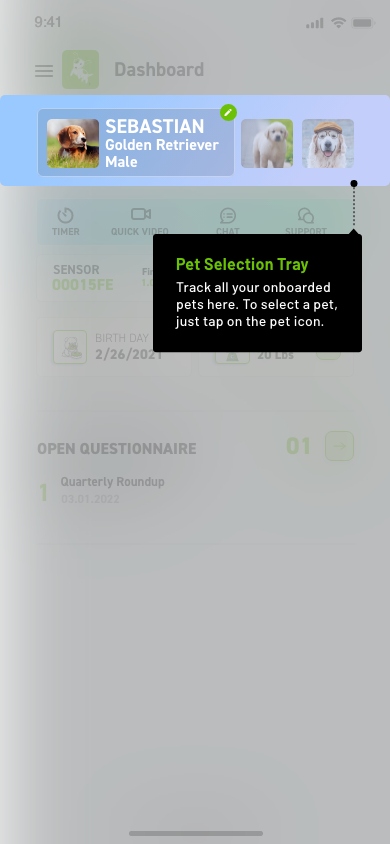 9:41
Dashboard
SEBASTIAN
Golden Retriever
Male
TIMER
QUICK VIDEO
CHAT
SUPPORT
SENSOR
00015FE
Pet Selection Tray
Track all your onboarded
pets here. To select a pet,
just tap on the pet icon.
BIRTH DAY
2/26/2021
20 Lbs
OPEN QUESTIONNAIRE
01
1
Quarterly Roundup
03.01.2022